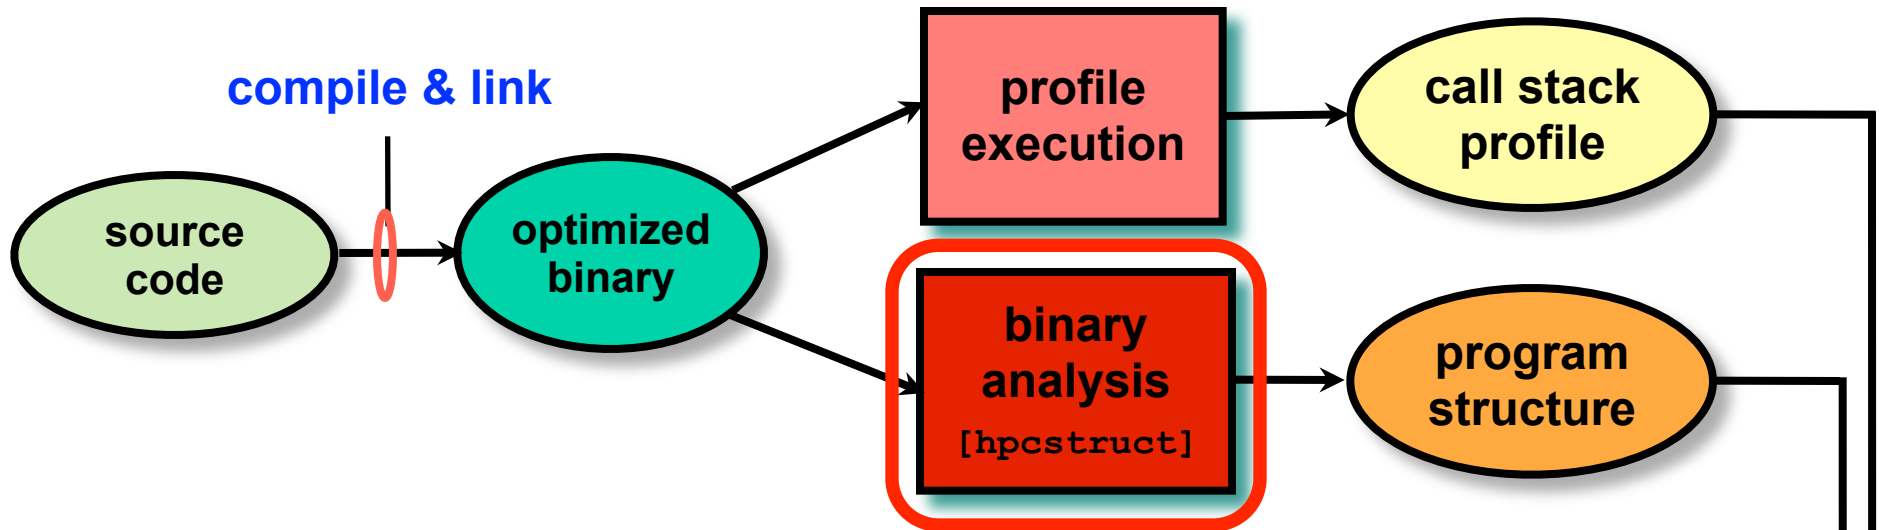 compile & link
source
code
optimized
binary
profile
execution
call stack
profile
binary
analysis
[hpcstruct]
program
structure